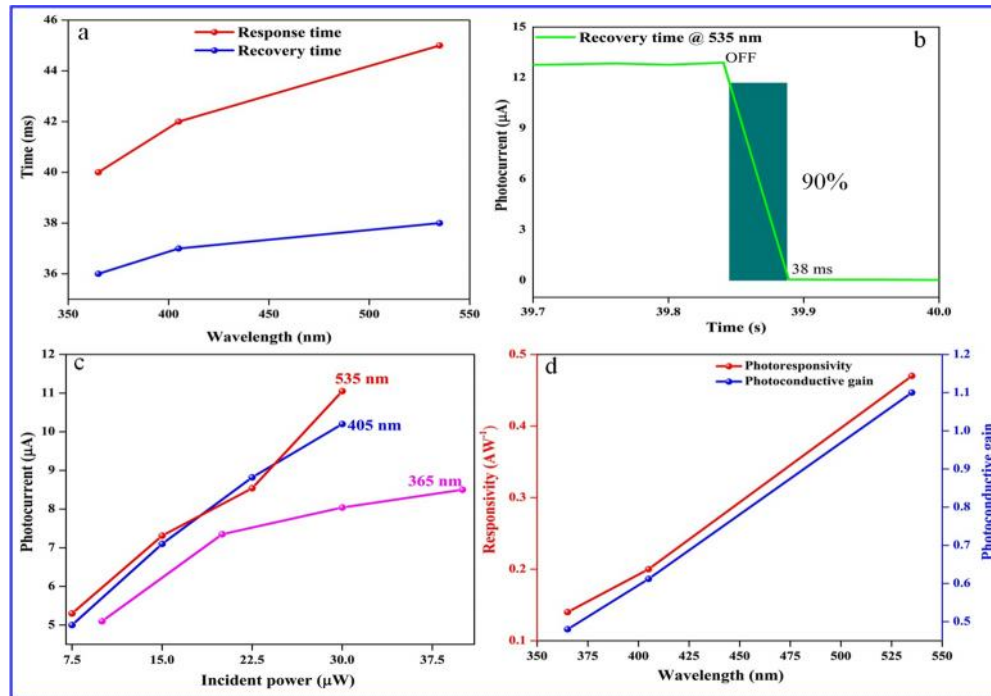 a
Response time
Recovery time
46
44
42
40
38
36
Time (ms)
350
400
450
500
550
Wavelength (nm)
b
Recovery time @ 535 nm
OFF
90%
38 ms
15
12
9
6
3
0
Photocurrent (μA)
39.7
39.8
39.9
40.0
Time (s)
c
535 nm
405 nm
365 nm
12
11
10
9
8
7
6
5
Photocurrent (μA)
7.5
15.0
22.5
30.0
37.5
Incident power (μW)
d
Photoresponsivity
Photoconductive gain
0.5
0.4
0.3
0.2
0.1
Responsivity (AW⁻¹)
1.2
1.1
1.0
0.9
0.8
0.7
0.6
0.5
Photoconductive gain
350
375
400
425
450
475
500
525
550
Wavelength (nm)